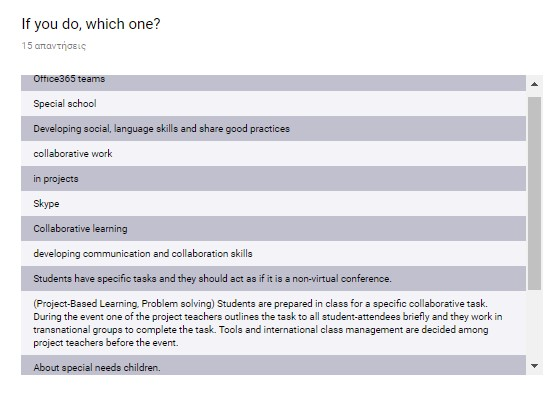 If you do, which one?
15 απαντήσεις
Office365 teams
Special school
Developing social, language skills and share good practices
collaborative work
in projects
Skype
Collaborative learning
developing communication and collaboration skills
Students have specific tasks and they should act as if it is a non-virtual conference.
(Project-Based Learning, Problem solving) Students are prepared in class for a specific collaborative task.
During the event one of the project teachers outlines the task to all student-attendees briefly and they work in
transnational groups to complete the task. Tools and international class management are decided among
project teachers before the event.
About special needs children.